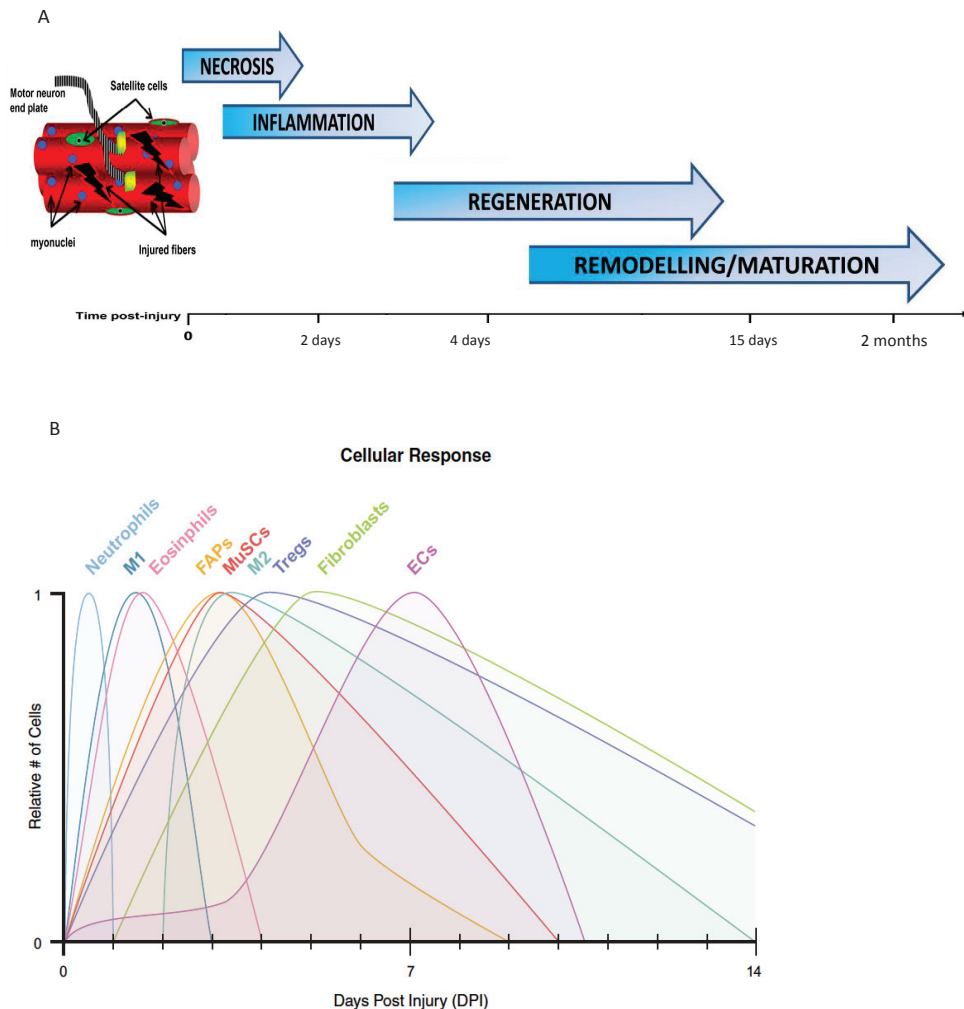 A
NECROSIS
Motor neuron
end plate
Satellite cells
INFLAMMATION
REGENERATION
myonuclei
Injured fibers
REMODELLING/MATURATION
Time post-injury
0
2 days
4 days
15 days
2 months
B
Cellular Response
Neutrophils
M1
Eosinphils
FAPs
MuSCs
M2
Tregs
Fibroblasts
ECs
1
Relative # of Cells
0
0
7
14
Days Post Injury (DPI)